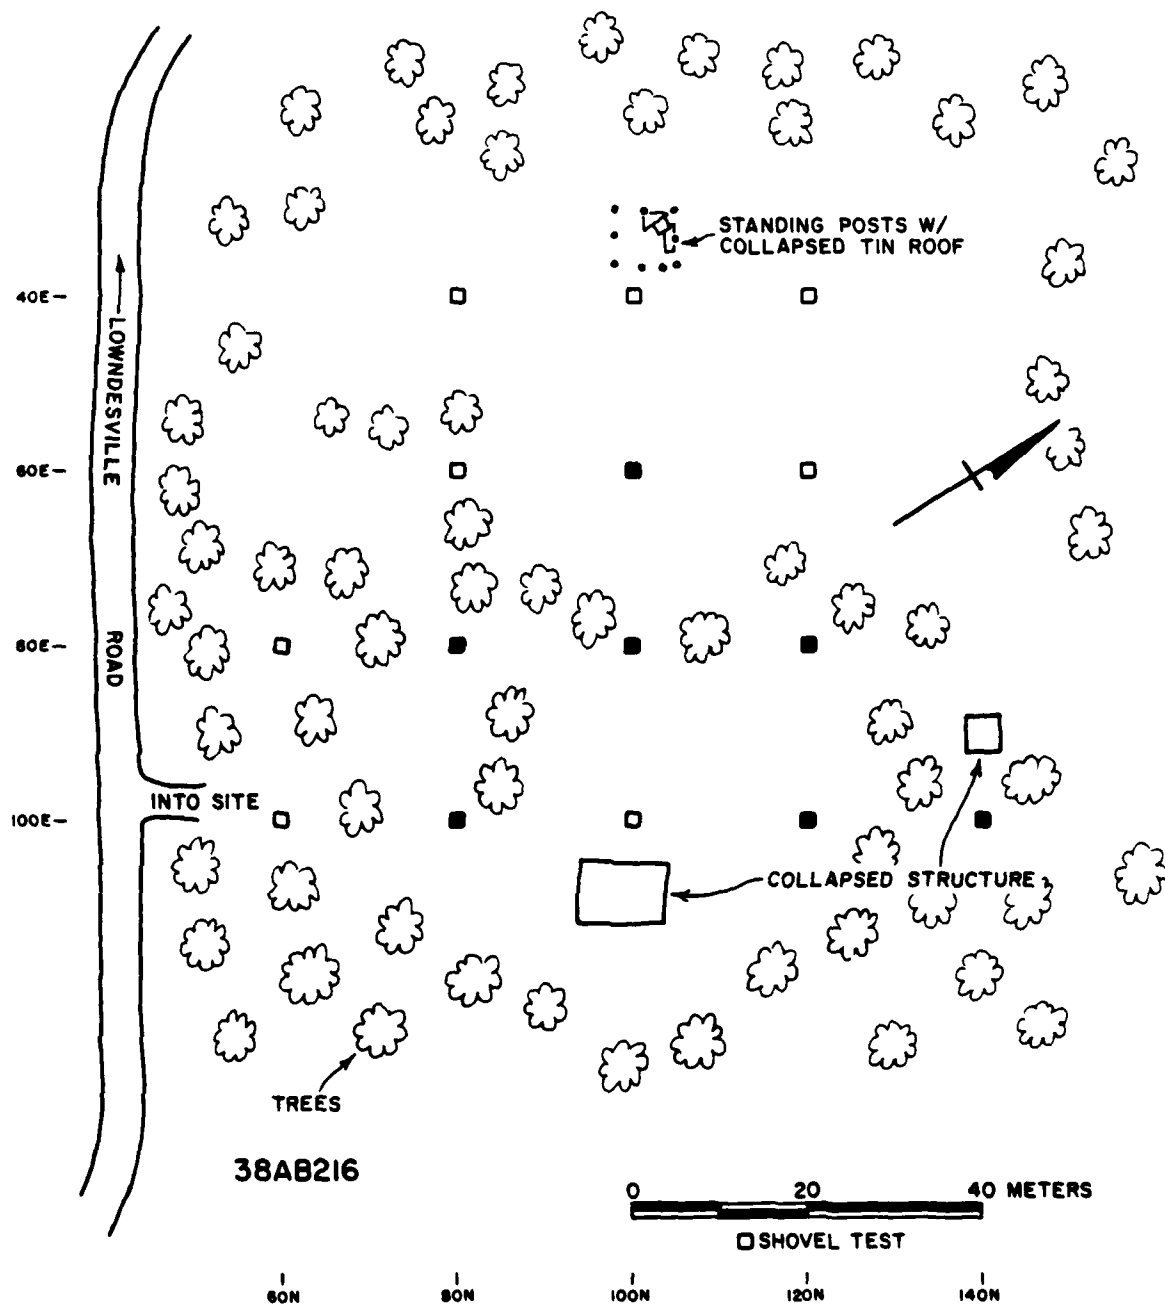 STANDING POSTS W/
COLLAPSED TIN ROOF
40E
LOWNDESVILLE
60E
ROAD
80E
INTO SITE
100E
COLLAPSED STRUCTURE
TREES
38AB216
0 20 40 METERS
SHOVEL TEST
60N 80N 100N 120N 140N